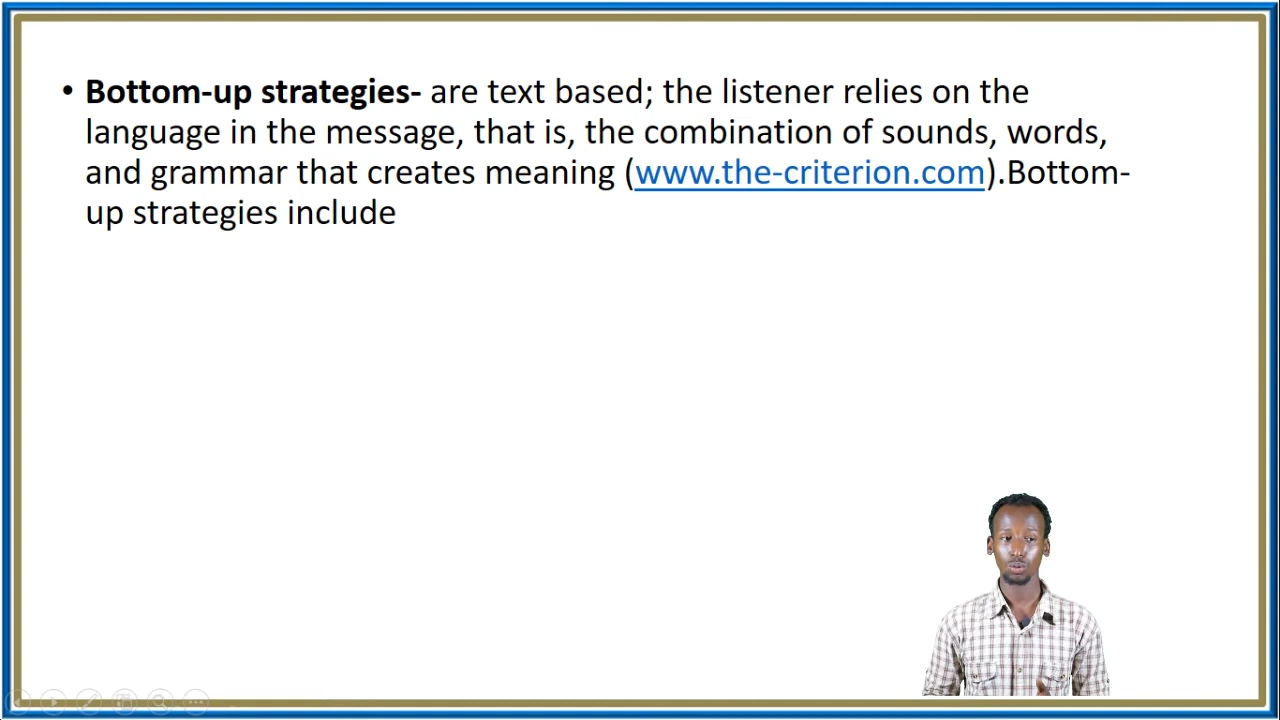 • Bottom-up strategies- are text based; the listener relies on the
language in the message, that is, the combination of sounds, words,
and grammar that creates meaning (www.the-criterion.com).Bottom-
up strategies include